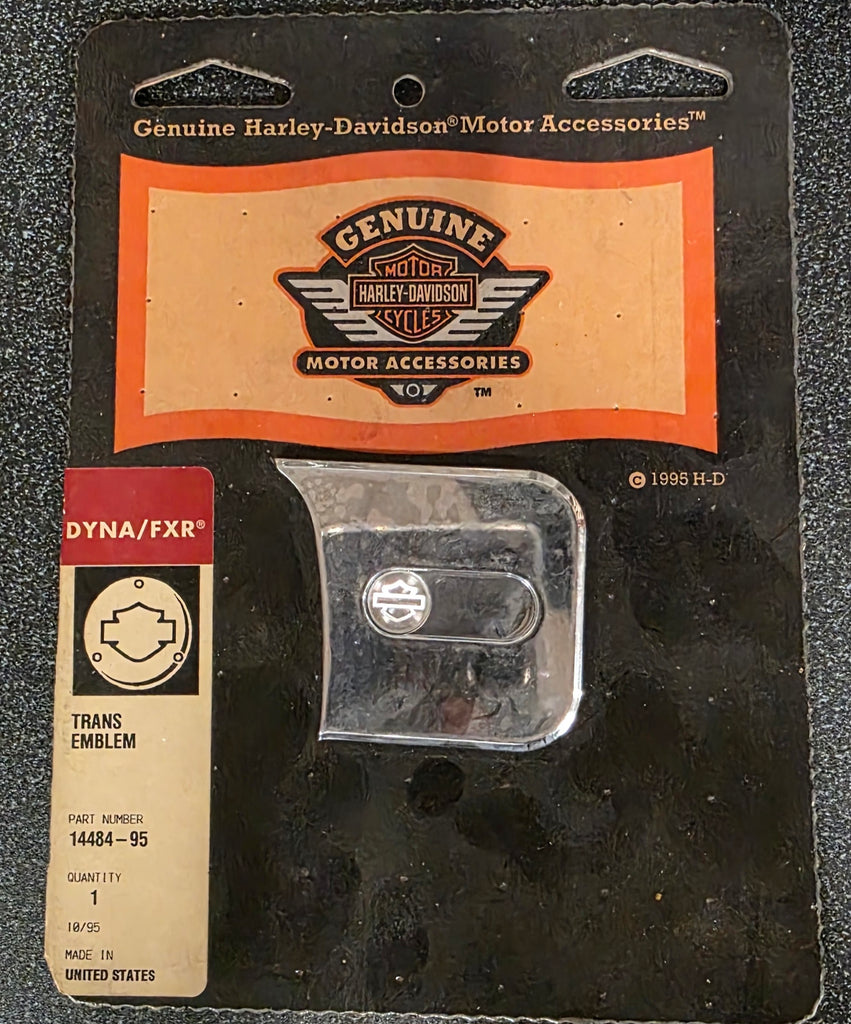 Genuine Harley-Davidson® Motor Accessories™
GENUINE
MOTOR
HARLEY-DAVIDSON
CYCLES
MOTOR ACCESSORIES
TM
© 1995 H-D
DYNA/FXR®
TRANS
EMBLEM
PART NUMBER
14484-95
QUANTITY
1
10/95
MADE IN
UNITED STATES